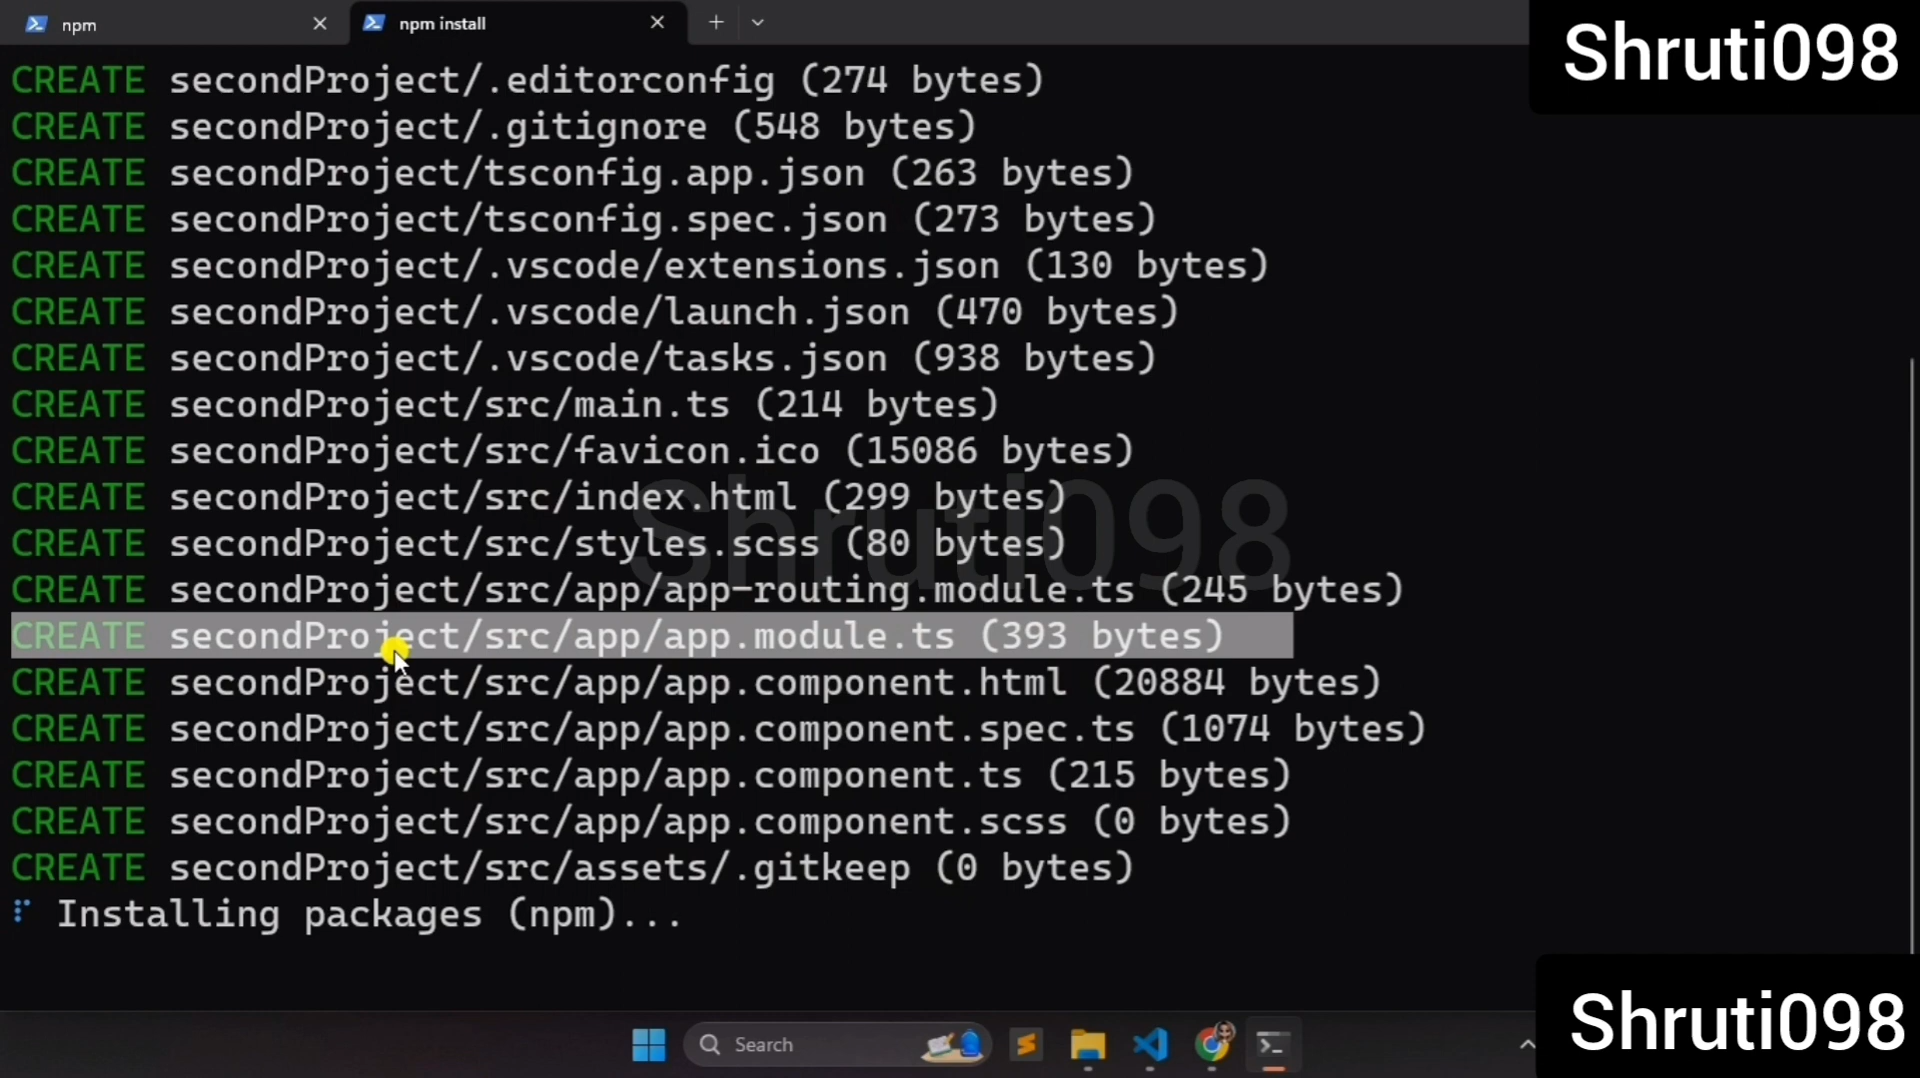 npm
npm install
Shruti098
CREATE secondProject/.editorconfig (274 bytes)
CREATE secondProject/.gitignore (548 bytes)
CREATE secondProject/tsconfig.app.json (263 bytes)
CREATE secondProject/tsconfig.spec.json (273 bytes)
CREATE secondProject/.vscode/extensions.json (130 bytes)
CREATE secondProject/.vscode/launch.json (470 bytes)
CREATE secondProject/.vscode/tasks.json (938 bytes)
CREATE secondProject/src/main.ts (214 bytes)
CREATE secondProject/src/favicon.ico (15086 bytes)
CREATE secondProject/src/index.html (299 bytes)
Shruti098
CREATE secondProject/src/styles.scss (80 bytes)
CREATE secondProject/src/app/app-routing.module.ts (245 bytes)
CREATE secondProject/src/app/app.module.ts (393 bytes)
CREATE secondProject/src/app/app.component.html (20884 bytes)
CREATE secondProject/src/app/app.component.spec.ts (1074 bytes)
CREATE secondProject/src/app/app.component.ts (215 bytes)
CREATE secondProject/src/app/app.component.scss (0 bytes)
CREATE secondProject/src/assets/.gitkeep (0 bytes)
Installing packages (npm)...
Shruti098
Search